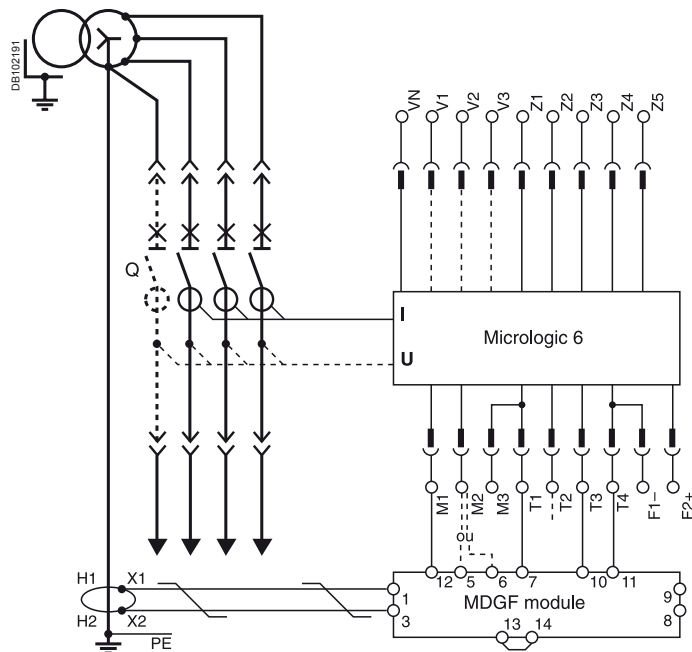 DB102191
VN V1 V2 V3 Z1 Z2 Z3 Z4 Z5
Q
I
Micrologic 6
U
M1 M2 M3 T1 T2 T3 T4 F1– F2+
ou
H1 X1
12 5 6 7 10 11
1 MDGF module 9
H2 X2
3 8
13 14
PE